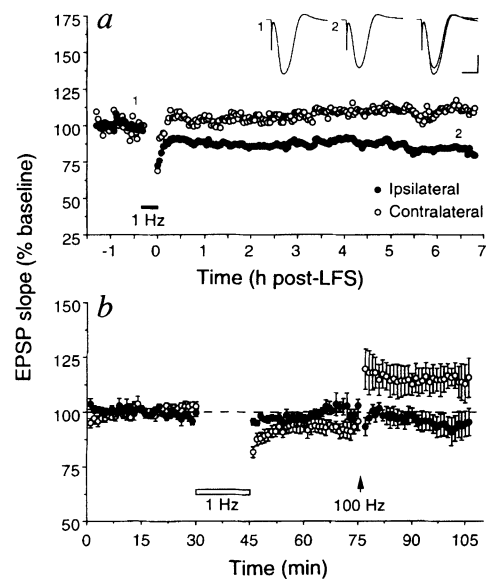 a
175
150
125
100
75
50
25
1
2
1
2
1 Hz
● Ipsilateral
○ Contralateral
-1 0 1 2 3 4 5 6 7
Time (h post-LFS)
EPSP slope (% baseline)
b
150
125
100
75
50
1 Hz
100 Hz
0 15 30 45 60 75 90 105
Time (min)